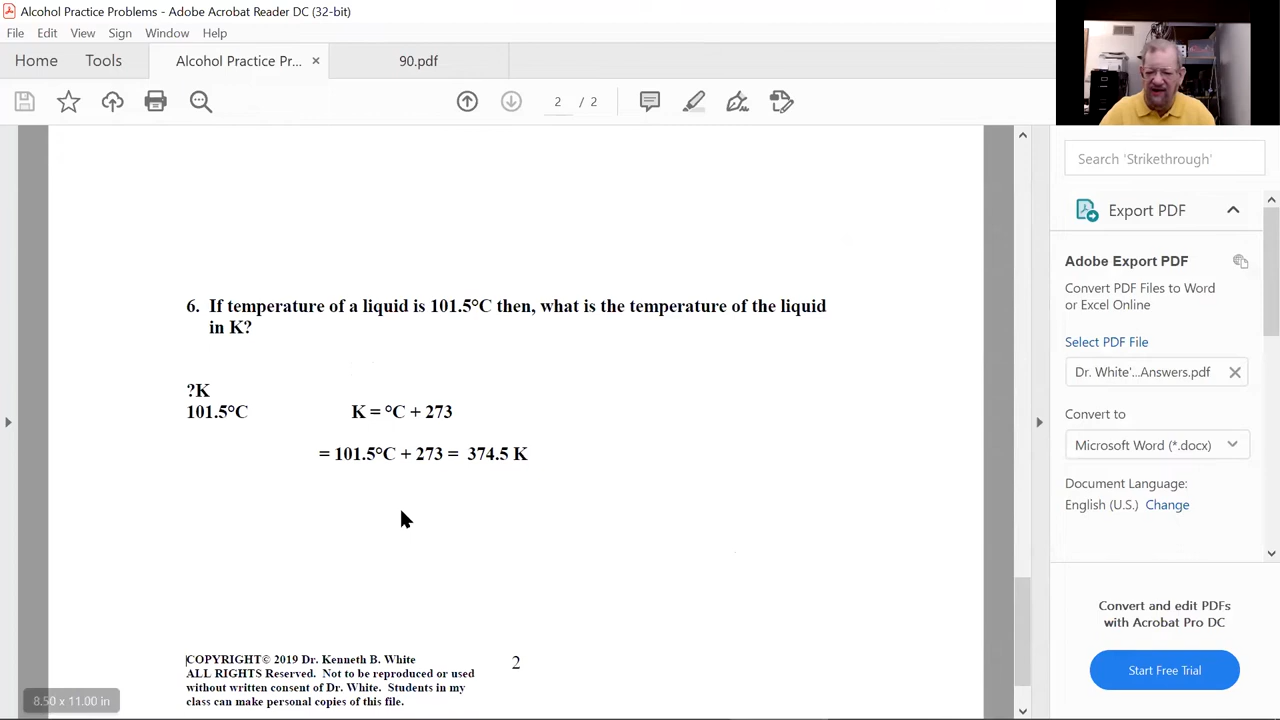 Alcohol Practice Problems - Adobe Acrobat Reader DC (32-bit)
File Edit View Sign Window Help
Home Tools Alcohol Practice Pr... × 90.pdf
2 / 2
Search 'Strikethrough'
Export PDF
Adobe Export PDF
Convert PDF Files to Word
or Excel Online
Select PDF File
Dr. White'...Answers.pdf
Convert to
Microsoft Word (*.docx)
Document Language:
English (U.S.) Change
Convert and edit PDFs
with Acrobat Pro DC
Start Free Trial
6. If temperature of a liquid is 101.5°C then, what is the temperature of the liquid
in K?
?K
101.5°C K = °C + 273
= 101.5°C + 273 = 374.5 K
COPYRIGHT© 2019 Dr. Kenneth B. White
ALL RIGHTS Reserved. Not to be reproduced or used
without written consent of Dr. White. Students in my
class can make personal copies of this file.
2
8.50 x 11.00 in